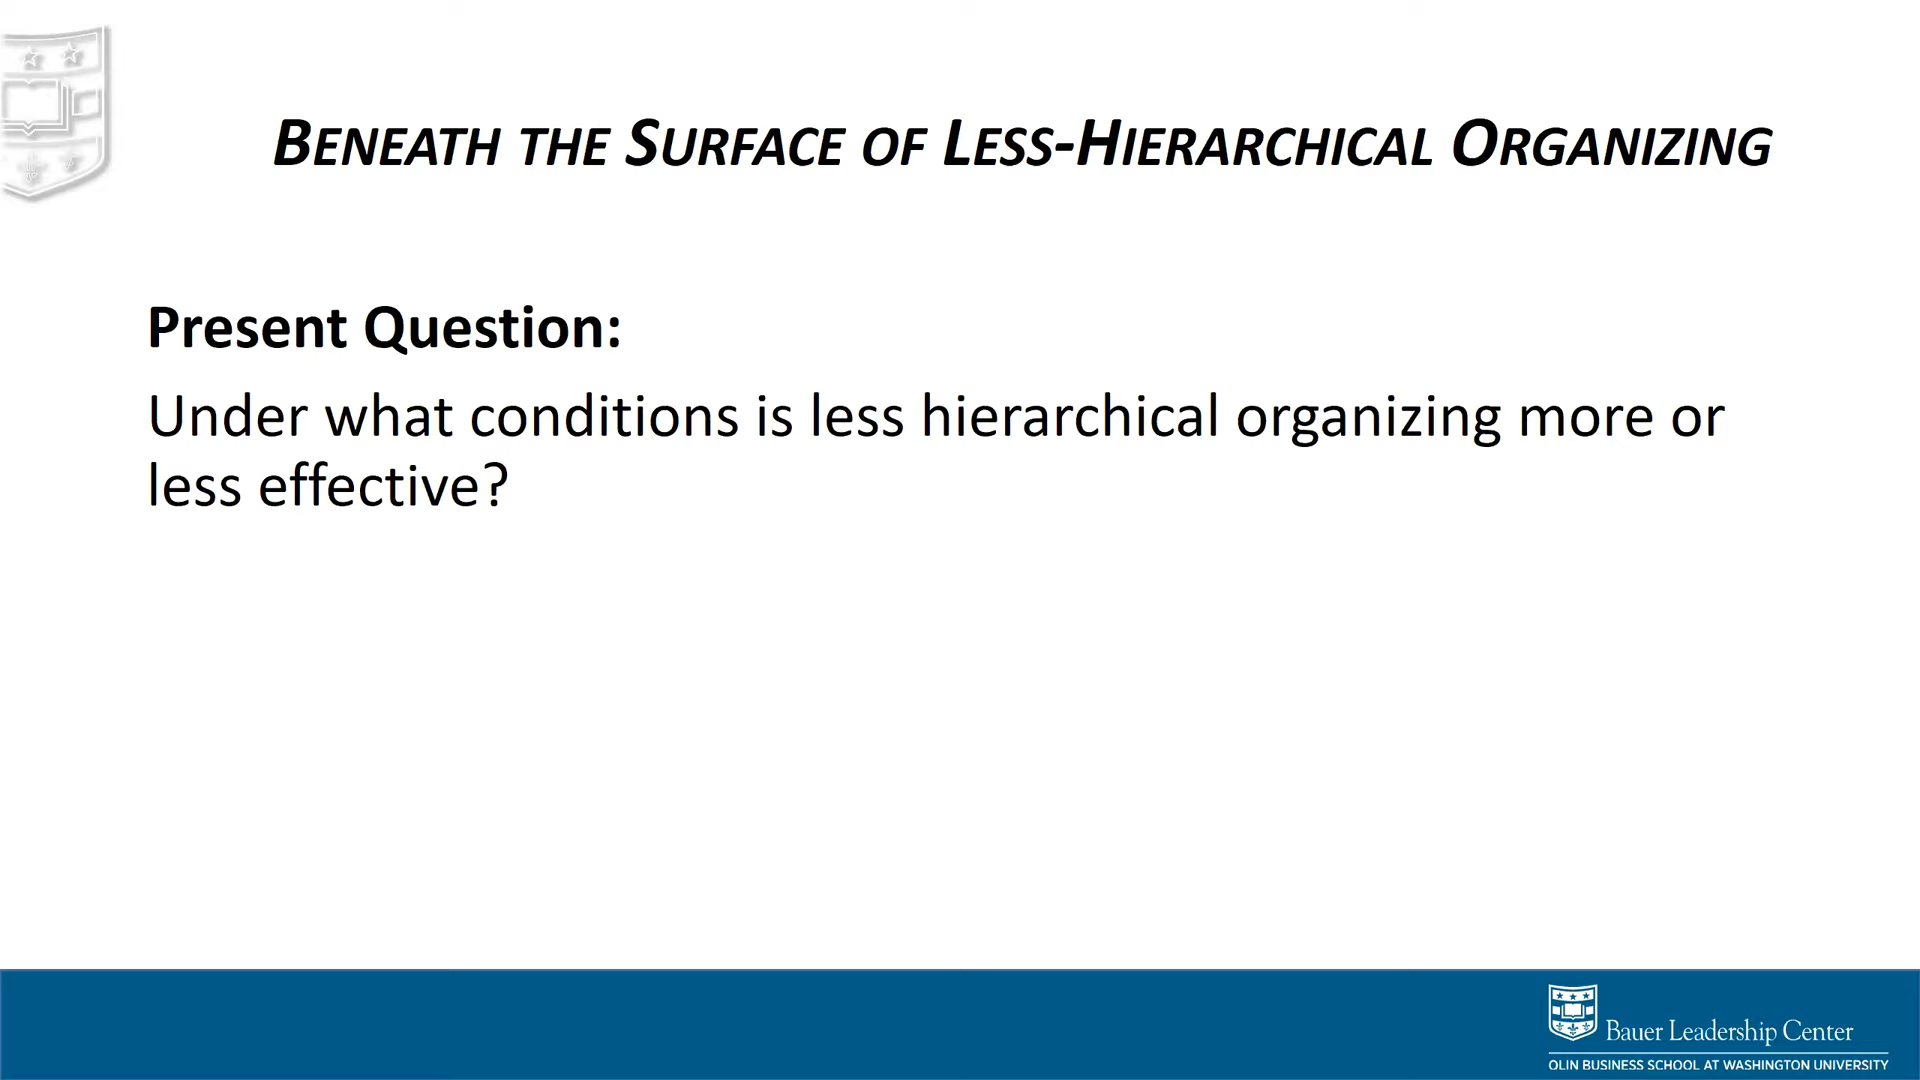 BENEATH THE SURFACE OF LESS-HIERARCHICAL ORGANIZING
Present Question:
Under what conditions is less hierarchical organizing more or
less effective?
Bauer Leadership Center
OLIN BUSINESS SCHOOL AT WASHINGTON UNIVERSITY